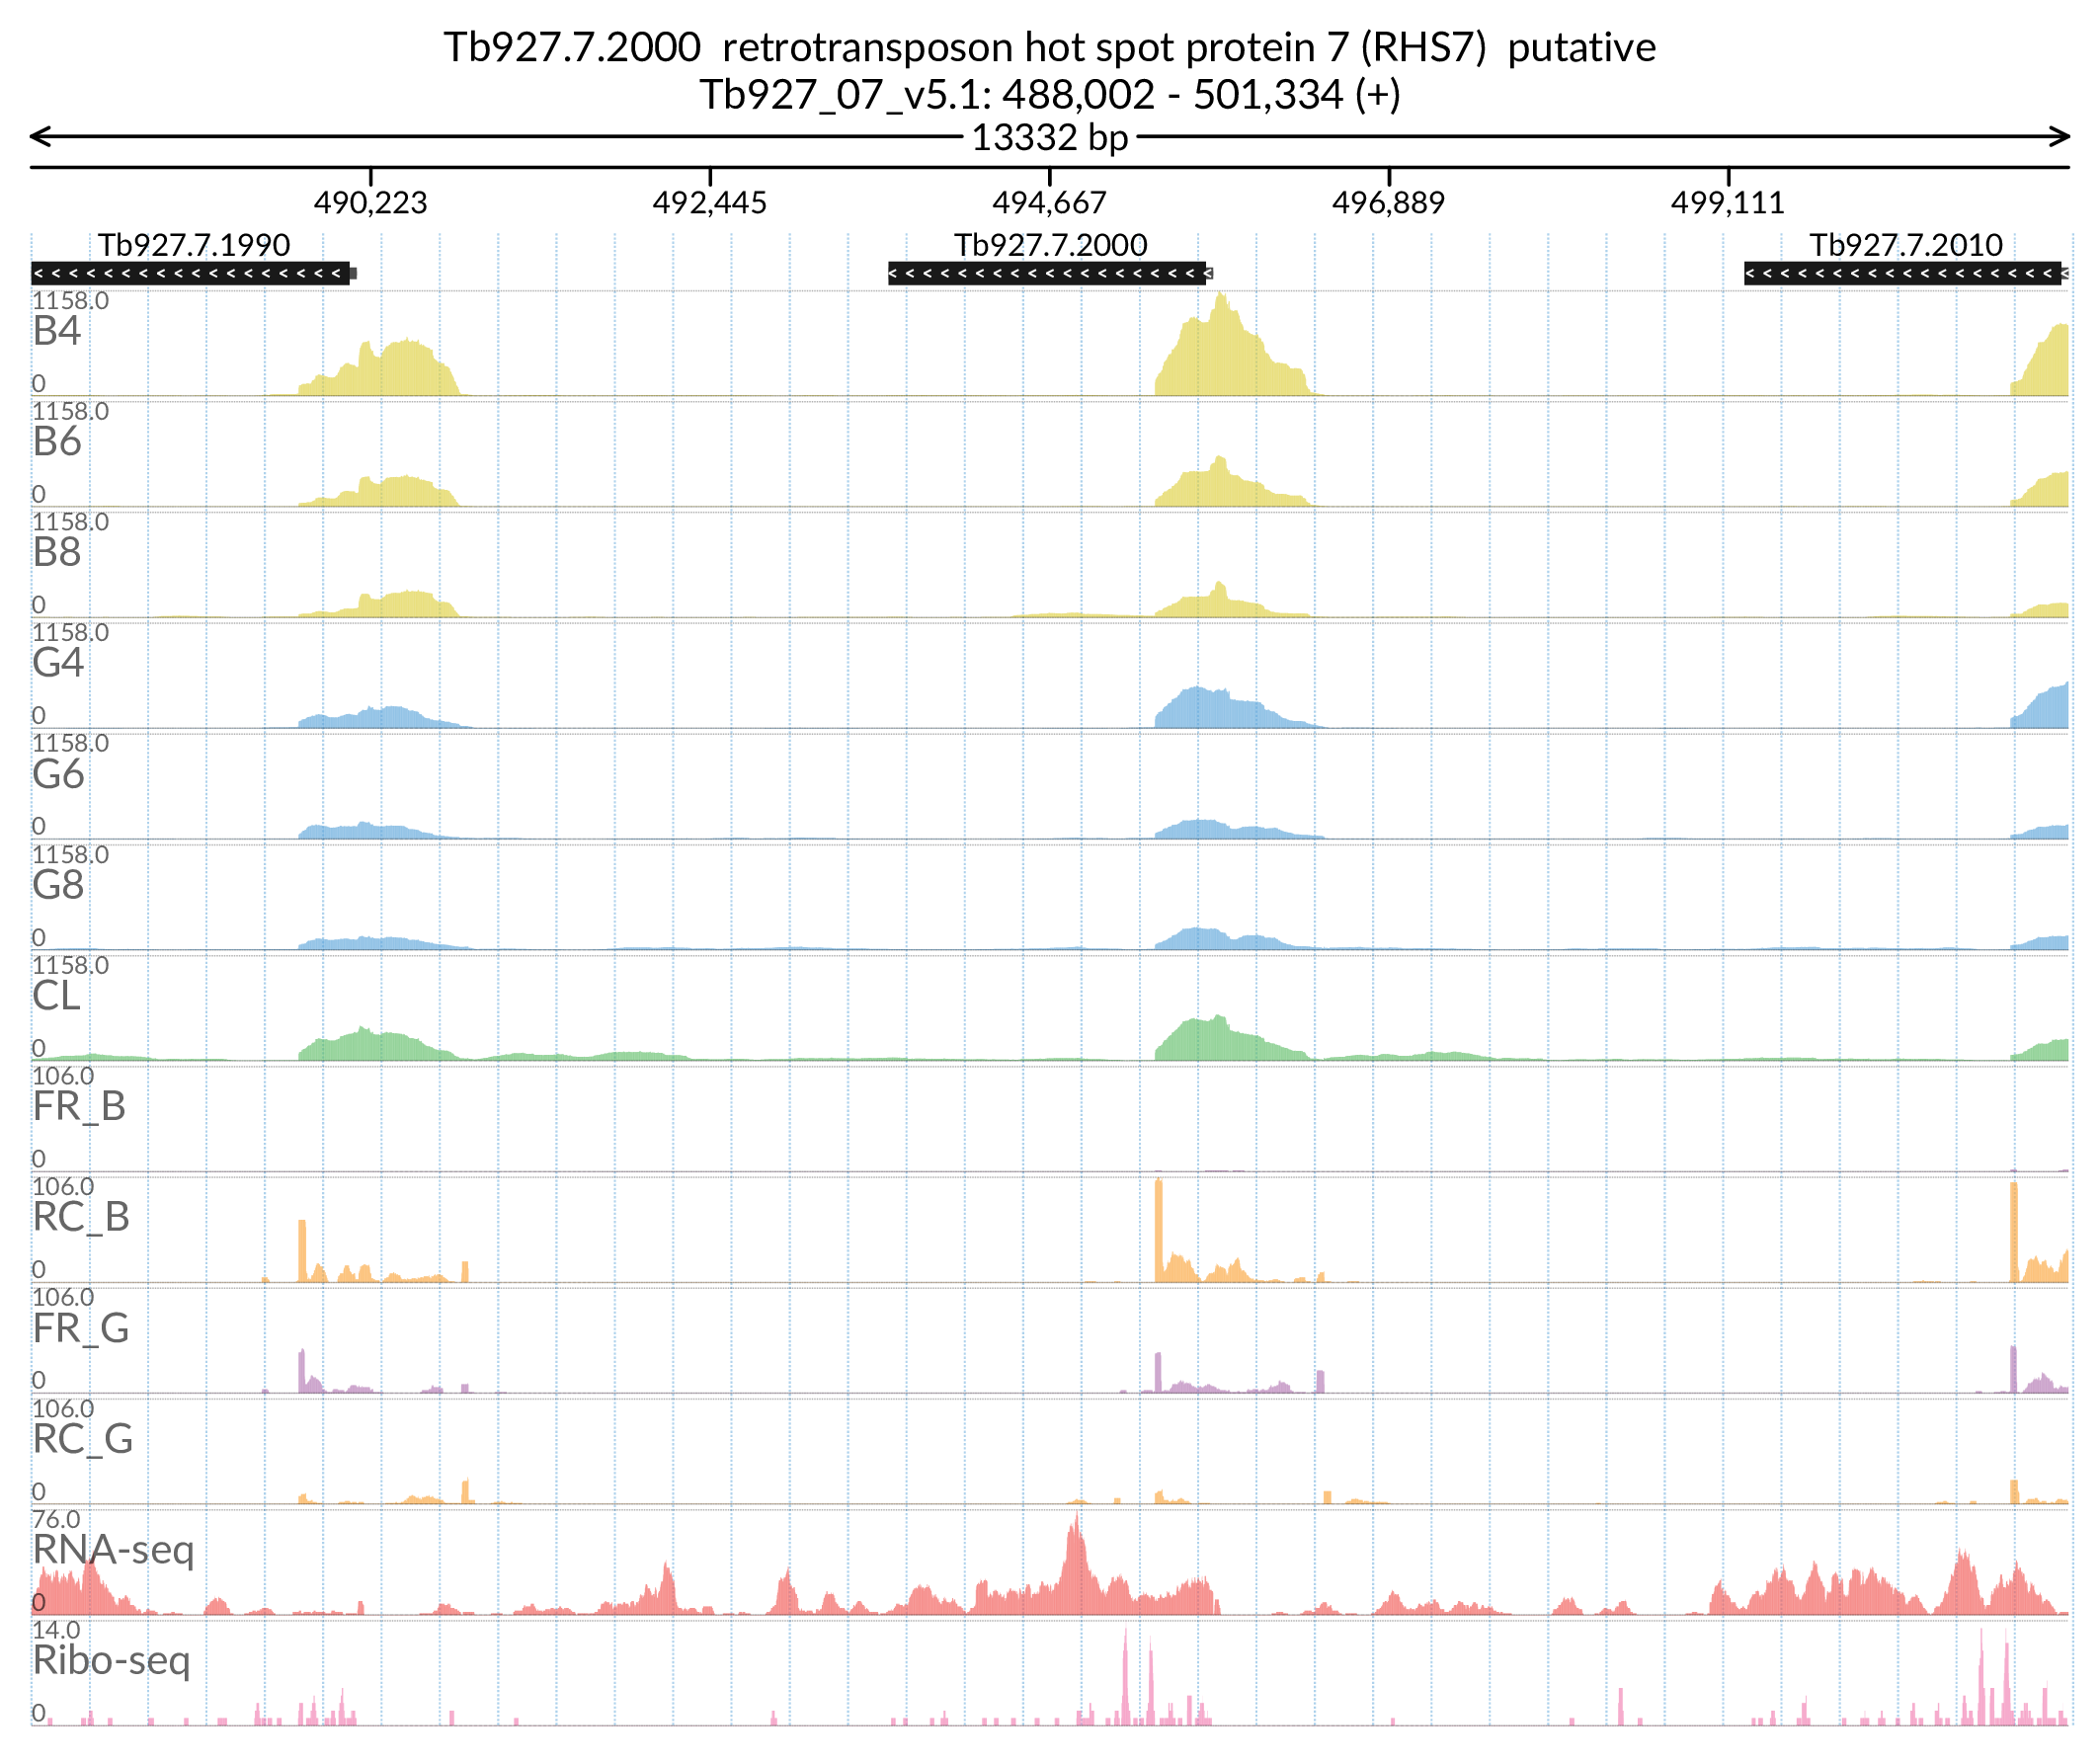 Tb927.7.2000  retrotransposon hot spot protein 7 (RHS7)  putative
Tb927_07_v5.1: 488,002 - 501,334 (+)
13332 bp
490,223 492,445 494,667 496,889 499,111
Tb927.7.1990 Tb927.7.2000 Tb927.7.2010
1158.0
B4
0
1158.0
B6
0
1158.0
B8
0
1158.0
G4
0
1158.0
G6
0
1158.0
G8
0
1158.0
CL
0
106.0
FR_B
0
106.0
RC_B
0
106.0
FR_G
0
106.0
RC_G
0
76.0
RNA-seq
0
14.0
Ribo-seq
0